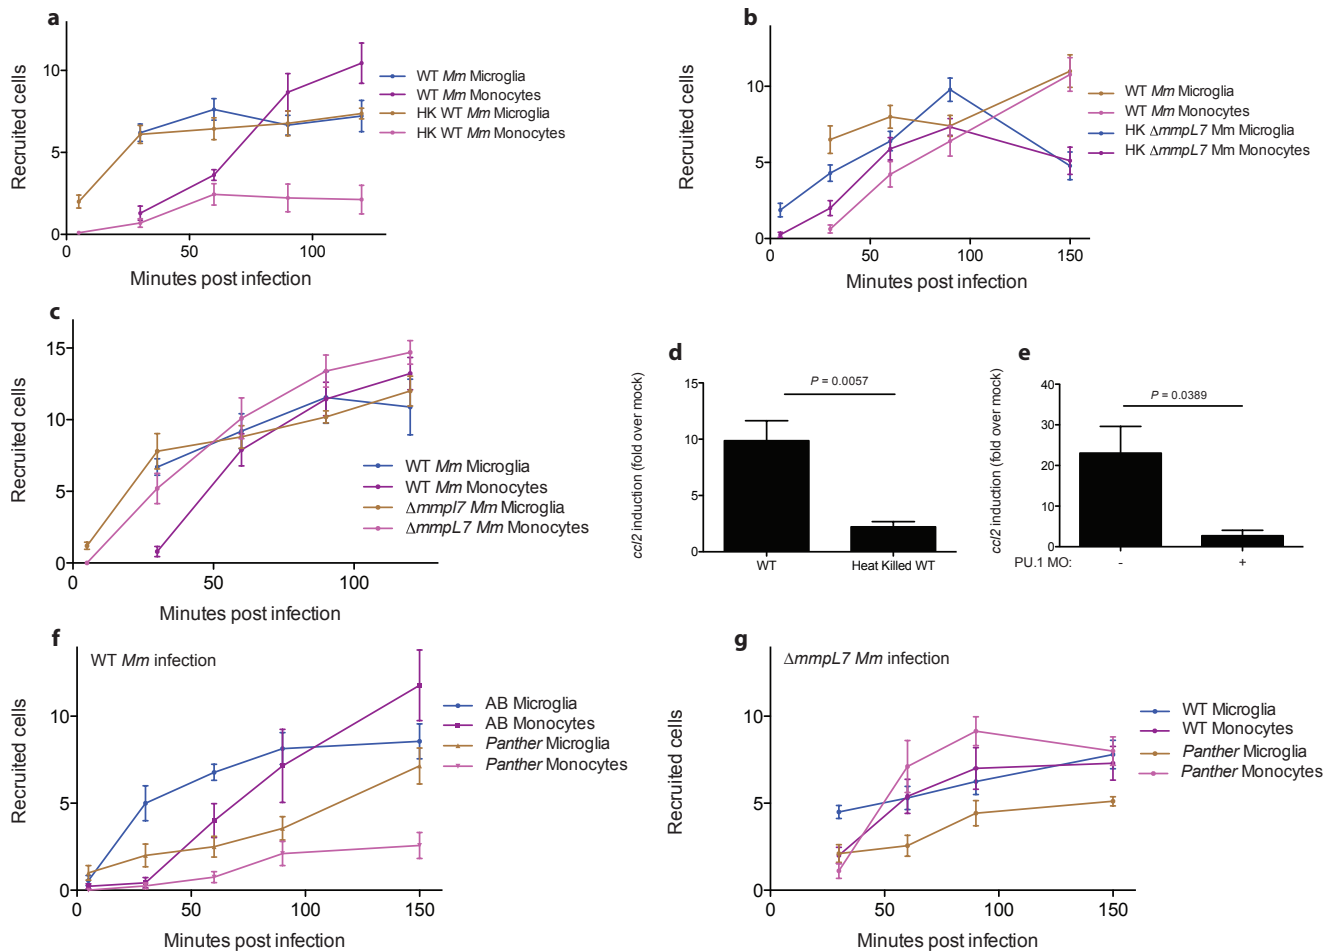 a
Recruited cells
10
5
0
0
50
100
Minutes post infection
WT Mm Microglia
WT Mm Monocytes
HK WT Mm Microglia
HK WT Mm Monocytes
b
Recruited cells
10
5
0
0
50
100
150
Minutes post infection
WT Mm Microglia
WT Mm Monocytes
HK ΔmmpL7 Mm Microglia
HK ΔmmpL7 Mm Monocytes
c
Recruited cells
15
10
5
0
0
50
100
Minutes post infection
WT Mm Microglia
WT Mm Monocytes
Δmmpl7 Mm Microglia
ΔmmpL7 Mm Monocytes
d
ccl2 induction (fold over mock)
15
10
5
0
P = 0.0057
WT
Heat Killed WT
e
ccl2 induction (fold over mock)
40
30
20
10
0
P = 0.0389
PU.1 MO: - +
f
WT Mm infection
Recruited cells
10
5
0
0
50
100
150
Minutes post infection
AB Microglia
AB Monocytes
Panther Microglia
Panther Monocytes
g
ΔmmpL7 Mm infection
Recruited cells
10
5
0
0
50
100
150
Minutes post infection
WT Microglia
WT Monocytes
Panther Microglia
Panther Monocytes